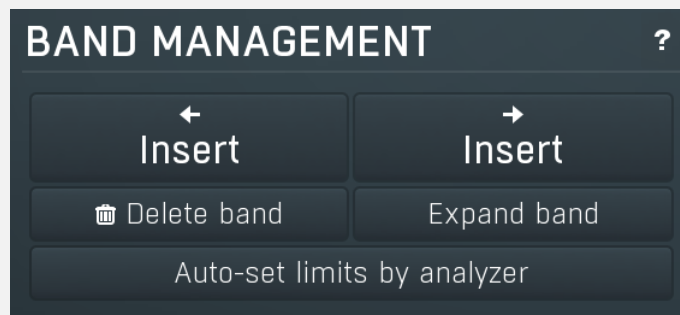 BAND MANAGEMENT ?
← →
Insert Insert
Delete band Expand band
Auto-set limits by analyzer